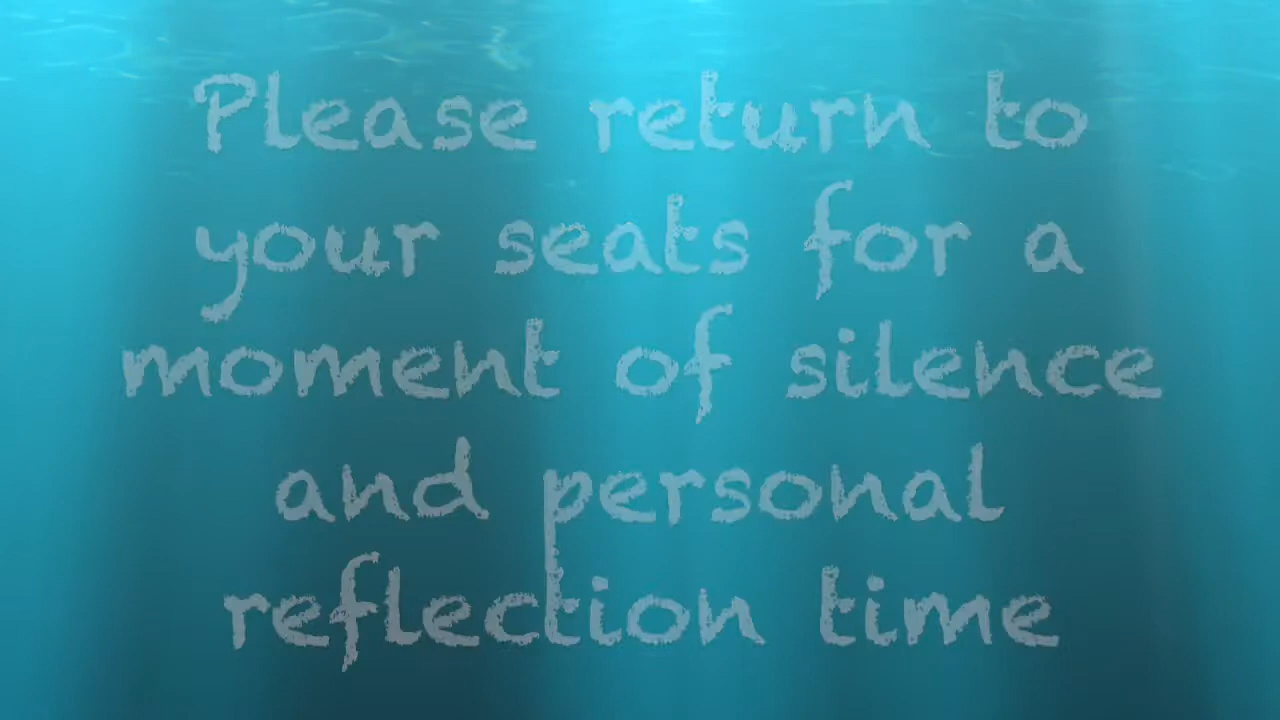 Please return to
your seats for a
moment of silence
and personal
reflection time